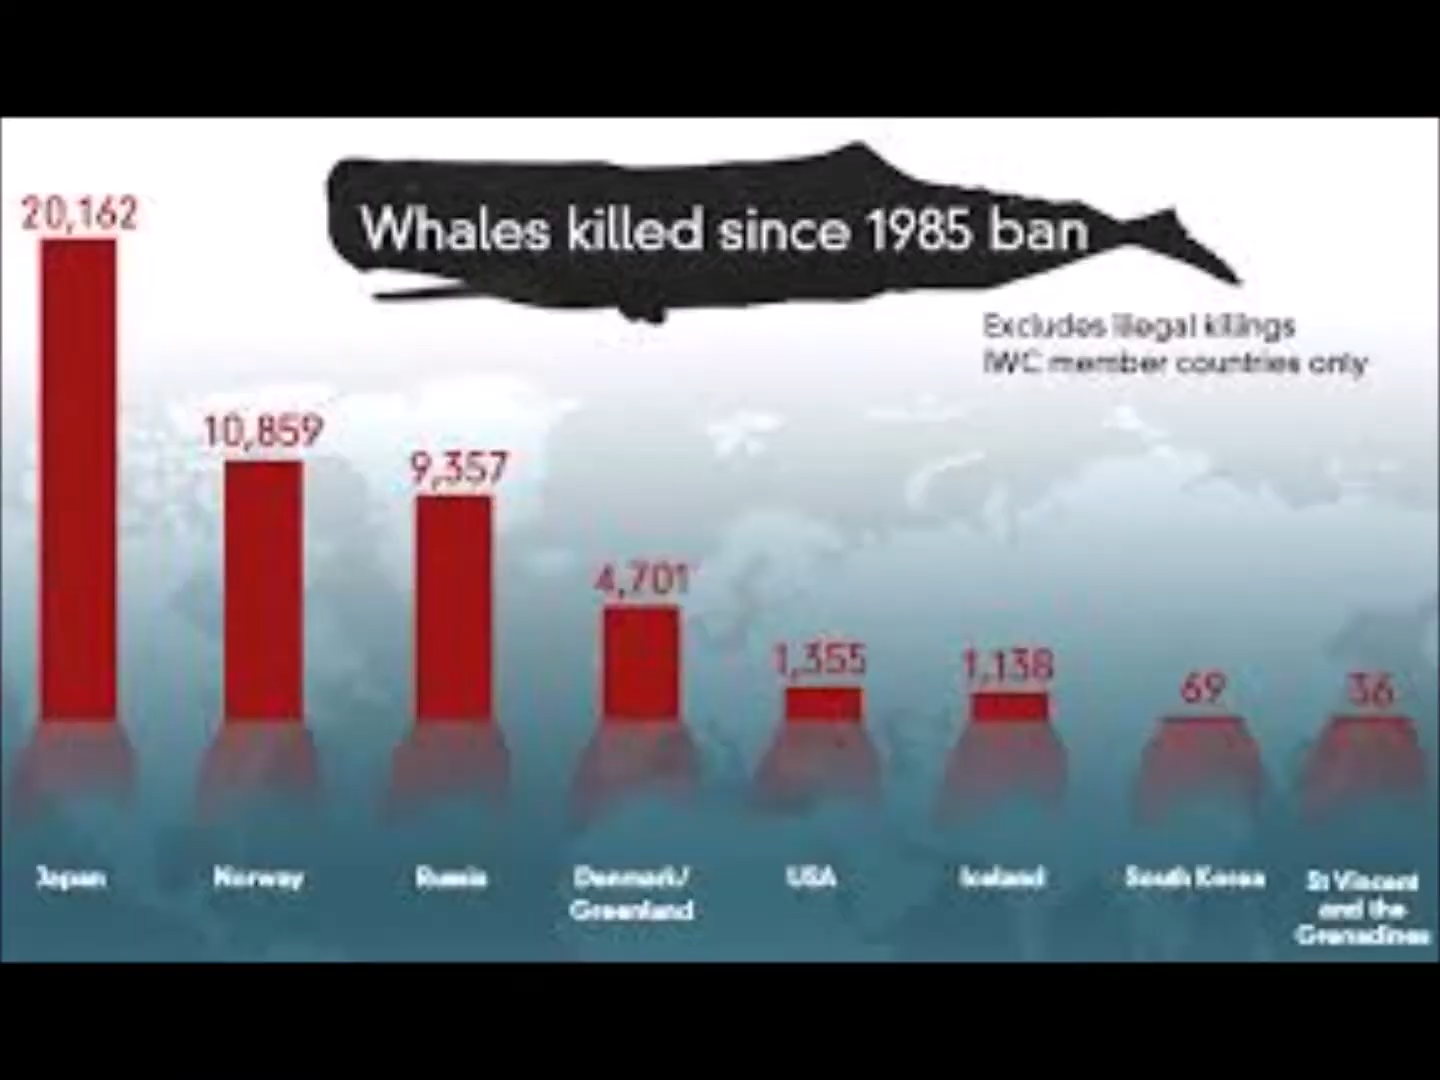 Whales killed since 1985 ban
Excludes illegal killings
IWC member countries only
20,162
10,859
9,357
4,701
1,355
1,138
69
36
Japan
Norway
Russia
Denmark/
Greenland
USA
Iceland
South Korea
St Vincent
and the
Grenadines